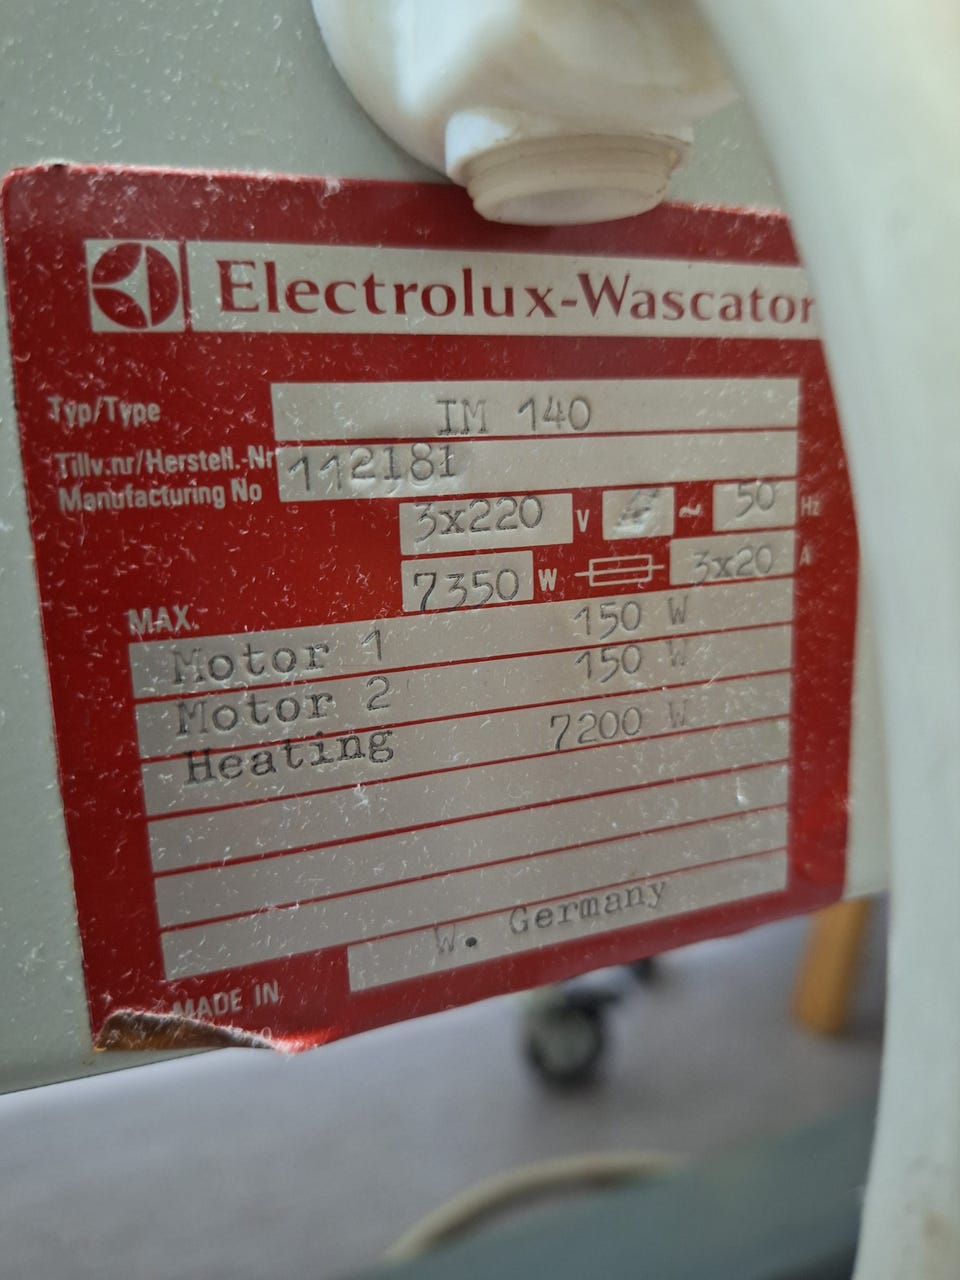 Electrolux-Wascator
Typ/Type IM 140
Tillv.nr/Herstell.-Nr 112181
Manufacturing No
3x220 V ~ 50 Hz
7350 W 3x20 A
MAX.
Motor 1 150 W
Motor 2 150 W
Heating 7200 W
W. Germany
MADE IN